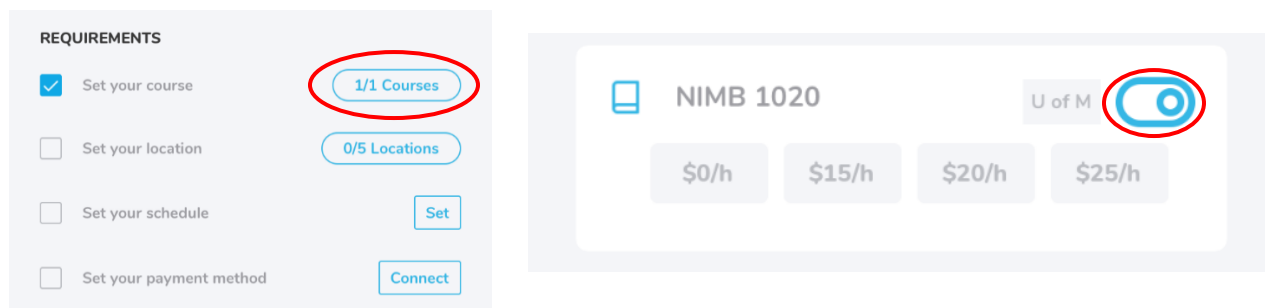 REQUIREMENTS
Set your course 1/1 Courses
Set your location 0/5 Locations
Set your schedule Set
Set your payment method Connect
NIMB 1020 U of M
$0/h $15/h $20/h $25/h